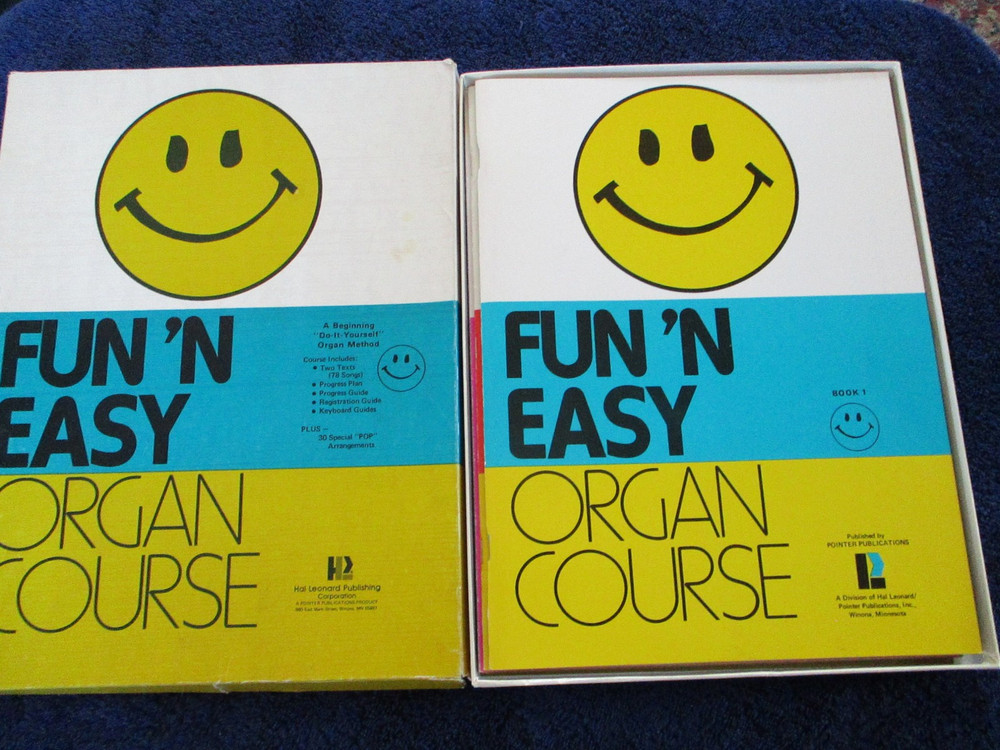 FUN 'N
EASY
ORGAN
COURSE
A Beginning
"Do-It-Yourself"
Organ Method
Course Includes:
• Two Texts
(78 Songs)
• Progress Plan
• Progress Guide
• Registration Guide
• Keyboard Guides
PLUS —
30 Special "POP"
Arrangements
Hal Leonard Publishing
Corporation
A POINTER PUBLICATIONS PRODUCT
FUN 'N
EASY
BOOK 1
ORGAN
COURSE
Published by
POINTER PUBLICATIONS
A Division of Hal Leonard/
Pointer Publications, Inc.,
Winona, Minnesota